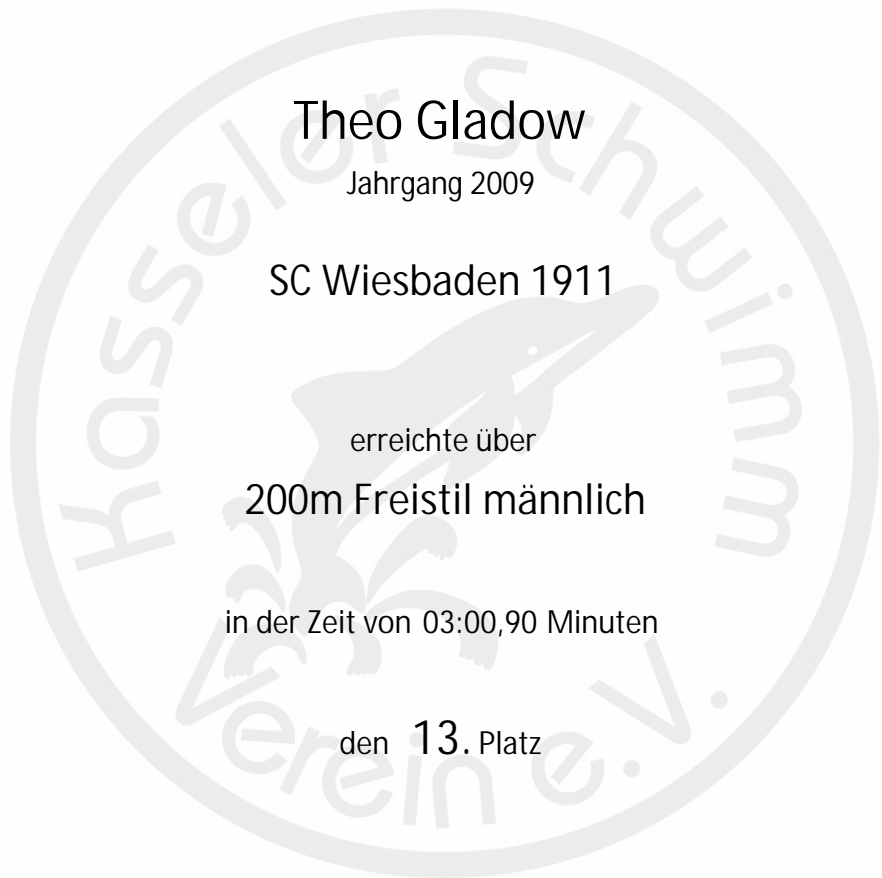 Theo Gladow
Jahrgang 2009
SC Wiesbaden 1911
erreichte über
200m Freistil männlich
in der Zeit von 03:00,90 Minuten
den 13. Platz
Kasseler Schwimm
Verein e.V.